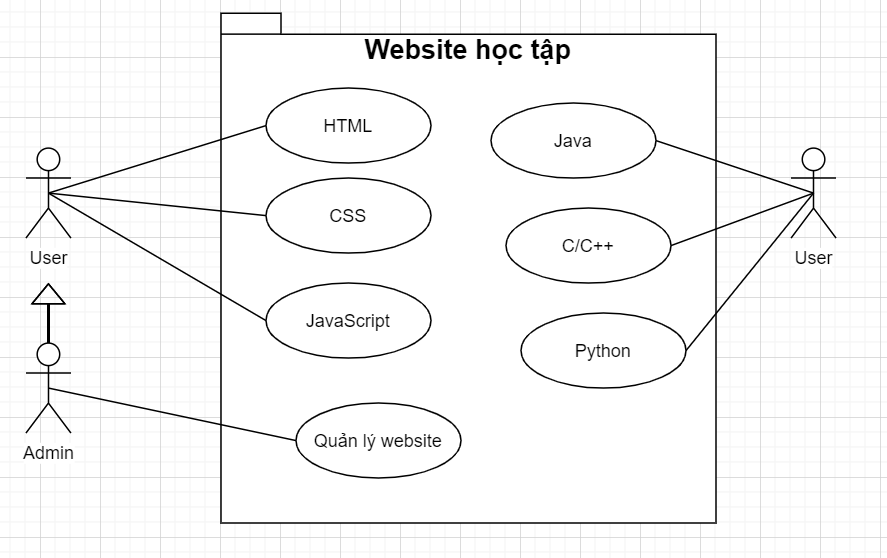 Website học tập
HTML
CSS
JavaScript
Quản lý website
Java
C/C++
Python
User
Admin
User